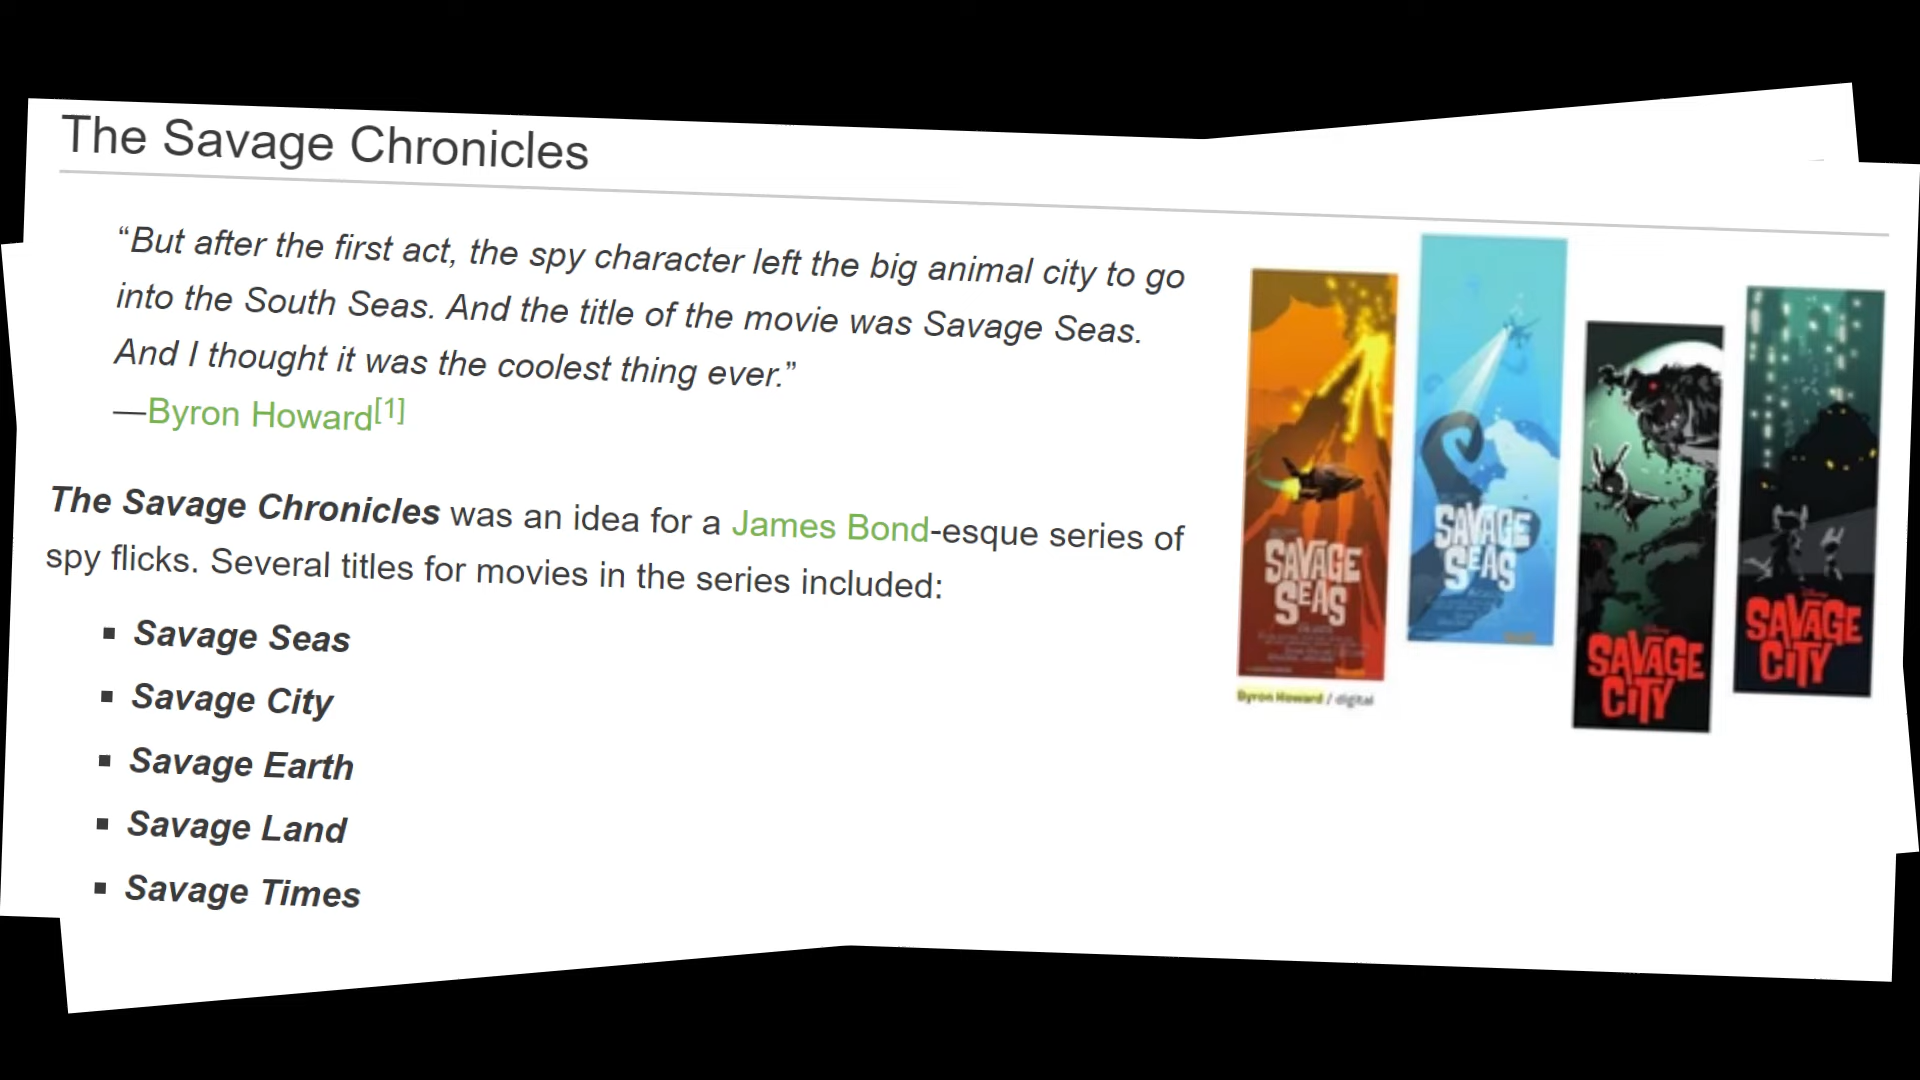 The Savage Chronicles
“But after the first act, the spy character left the big animal city to go
into the South Seas. And the title of the movie was Savage Seas.
And I thought it was the coolest thing ever.”
—Byron Howard[1]
The Savage Chronicles was an idea for a James Bond-esque series of
spy flicks. Several titles for movies in the series included:
▪ Savage Seas
▪ Savage City
▪ Savage Earth
▪ Savage Land
▪ Savage Times
SAVAGE
SEAS
Byron Howard / digital
SAVAGE
SEAS
SAVAGE
CITY
SAVAGE
CITY